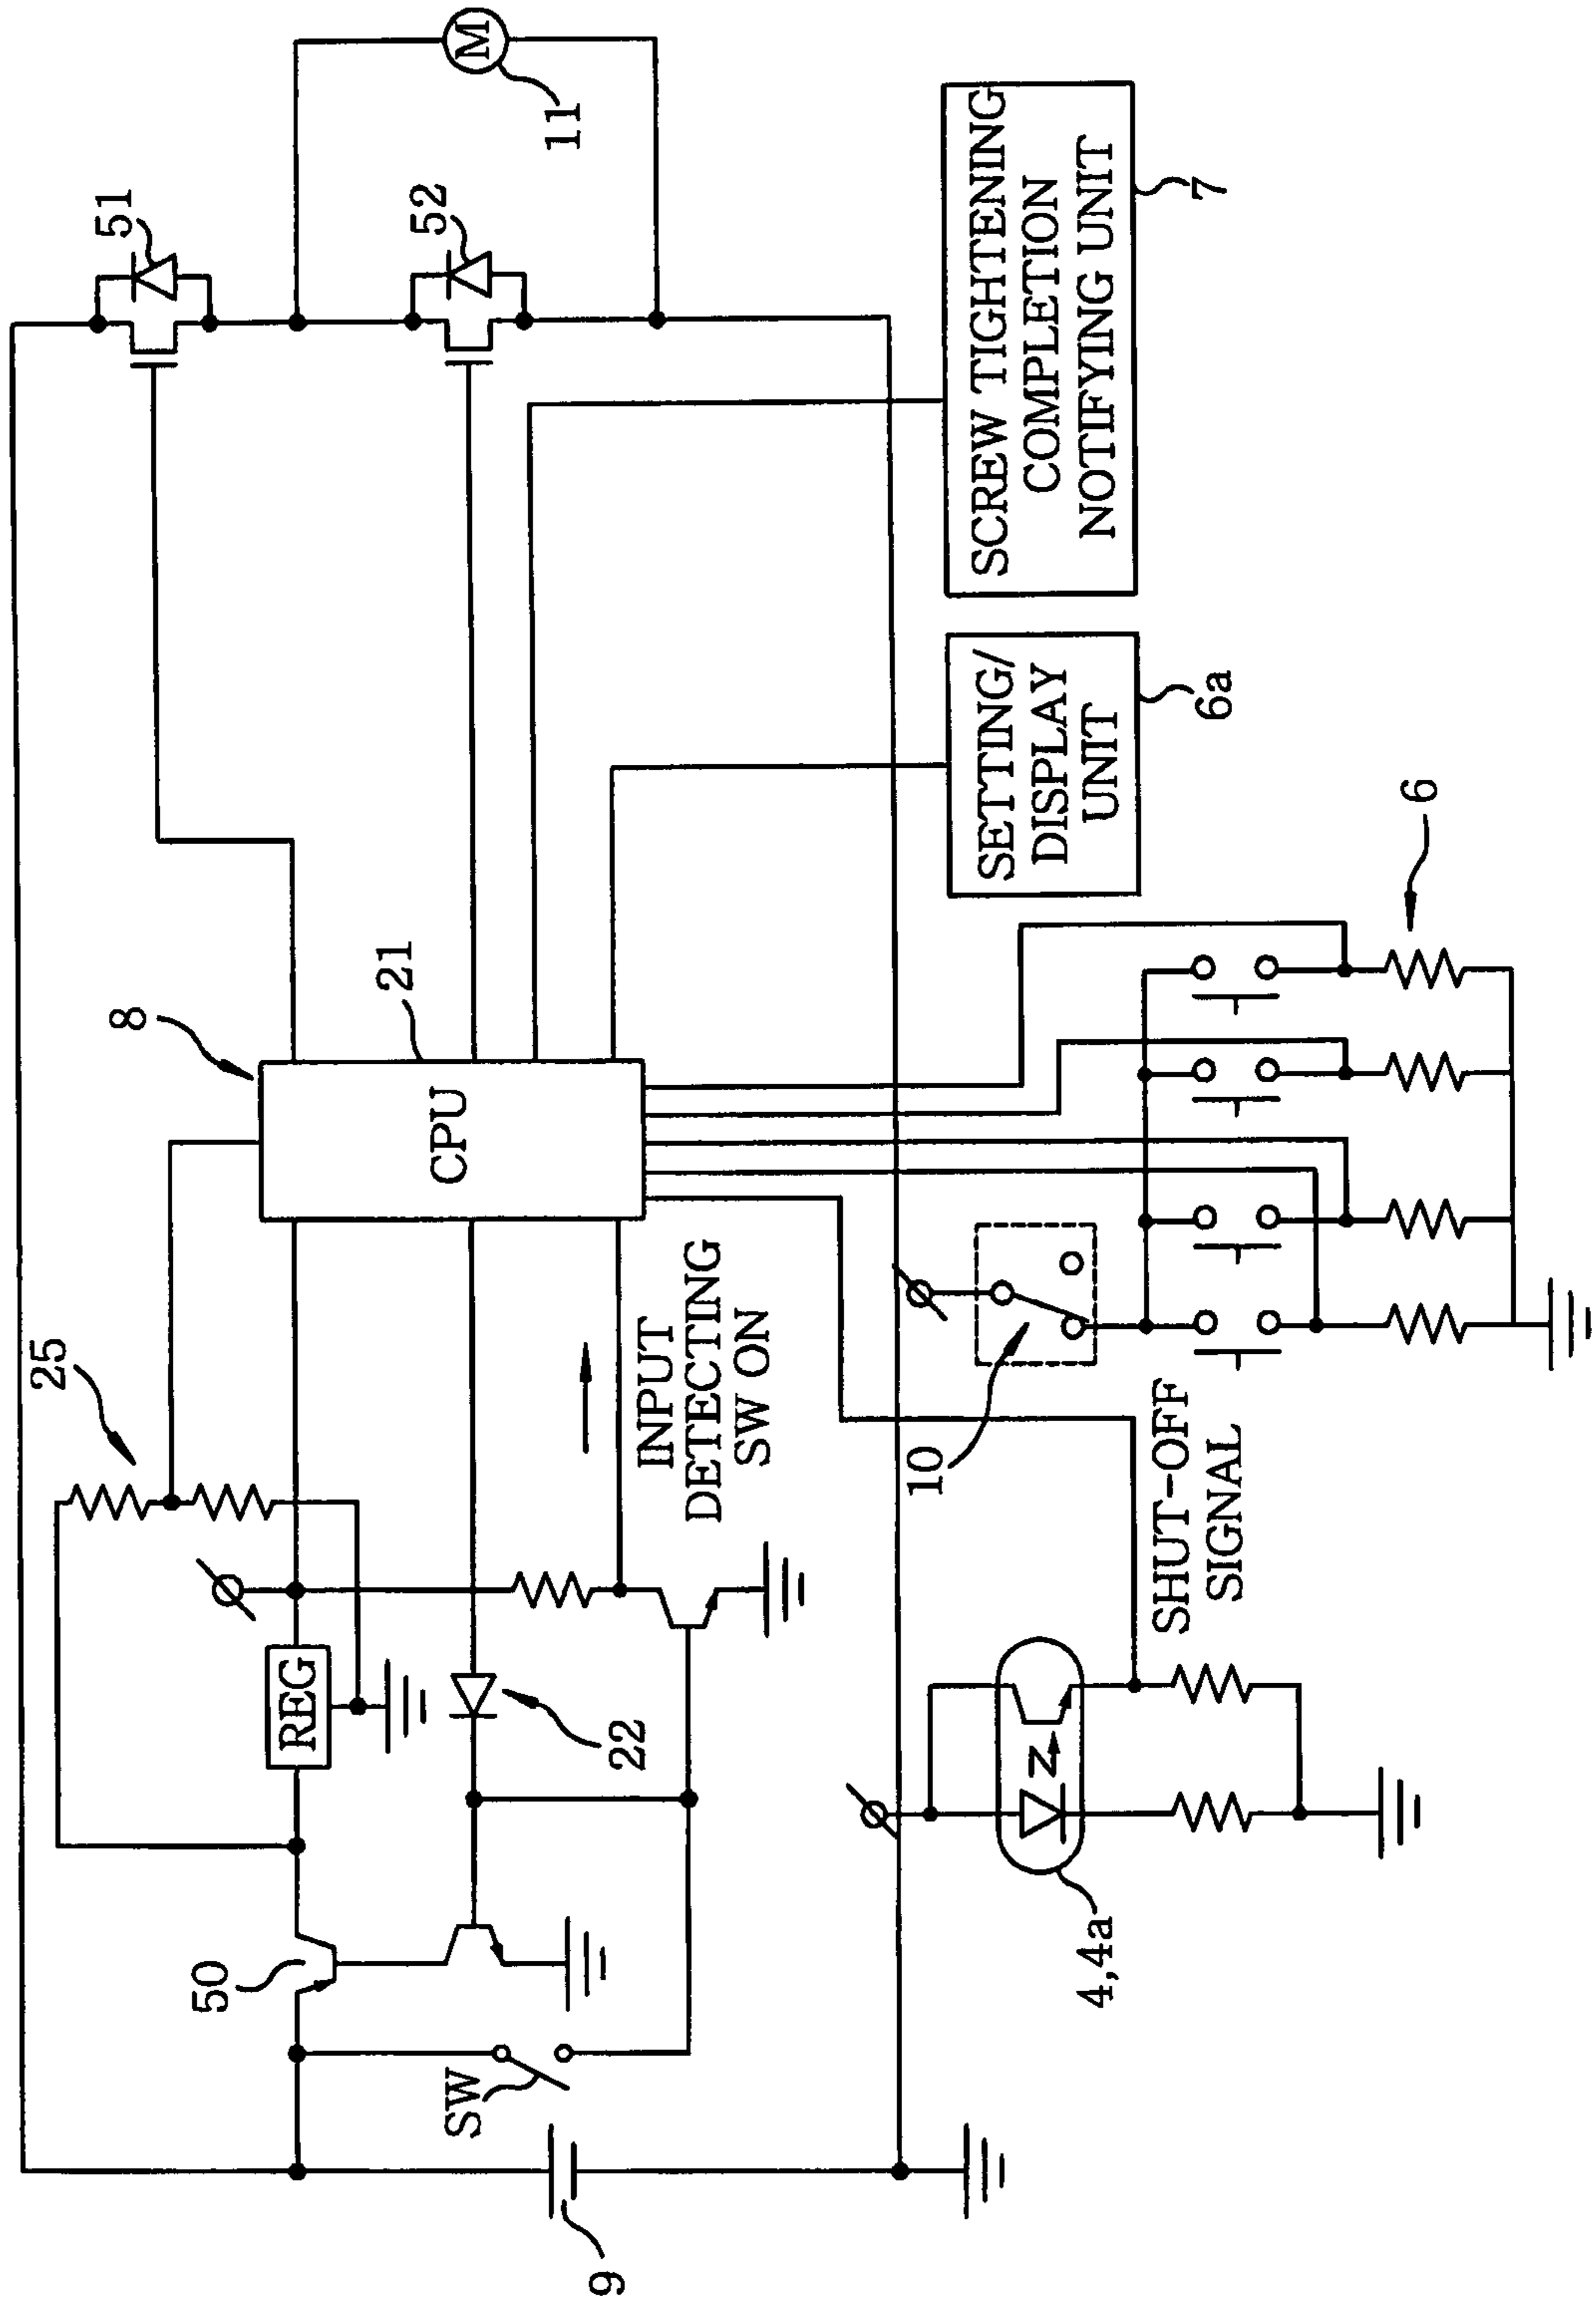 51
52
M
11
8
21
CPU
25
REG
22
50
SW
9
INPUT
DETECTING
SW ON
SCREW TIGHTENING
COMPLETION
NOTIFYING UNIT
7
SETTING/
DISPLAY
UNIT
6a
6
10
SHUT-OFF
SIGNAL
4,4a